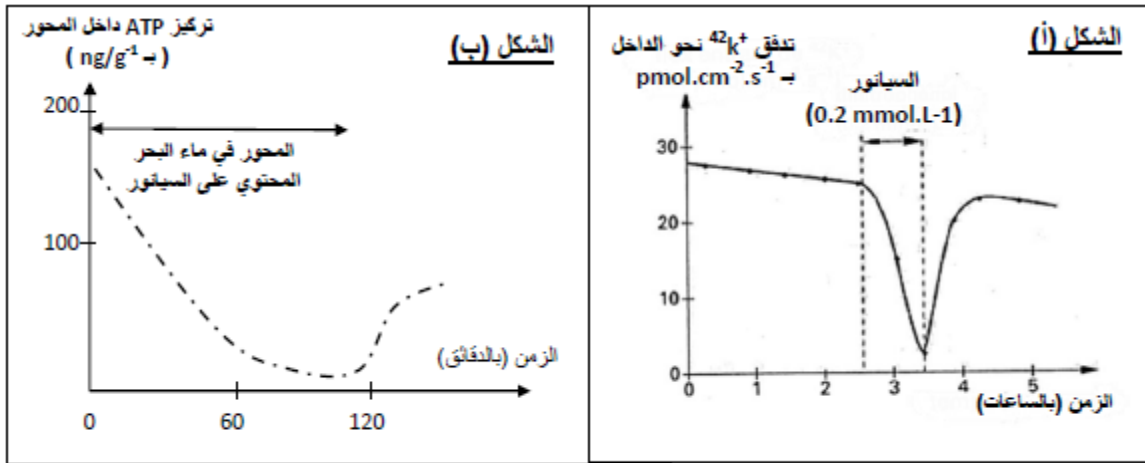 الشكل (أ)
تدفق ⁴²k⁺ نحو الداخل
بـ pmol.cm⁻².s⁻¹
السيانور
(0.2 mmol.L-1)
30
20
10
0
0 1 2 3 4 5
الزمن (بالساعات)
الشكل (ب)
تركيز ATP داخل المحور
( بـ ng/g⁻¹ )
200
المحور في ماء البحر
المحتوي على السيانور
100
الزمن (بالدقائق)
0 60 120